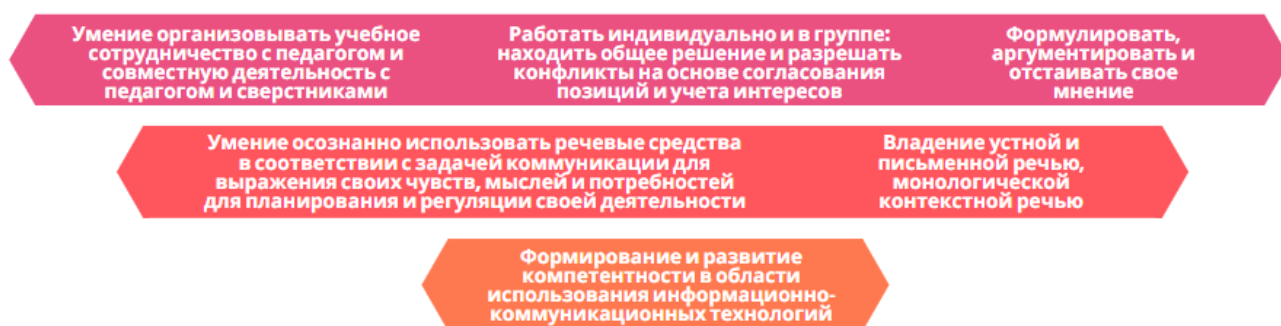 Умение организовывать учебное
сотрудничество с педагогом и
совместную деятельность с
педагогом и сверстниками
Работать индивидуально и в группе:
находить общее решение и разрешать
конфликты на основе согласования
позиций и учета интересов
Формулировать,
аргументировать и
отстаивать свое
мнение
Умение осознанно использовать речевые средства
в соответствии с задачей коммуникации для
выражения своих чувств, мыслей и потребностей
для планирования и регуляции своей деятельности
Владение устной и
письменной речью,
монологической
контекстной речью
Формирование и развитие
компетентности в области
использования информационно-
коммуникационных технологий